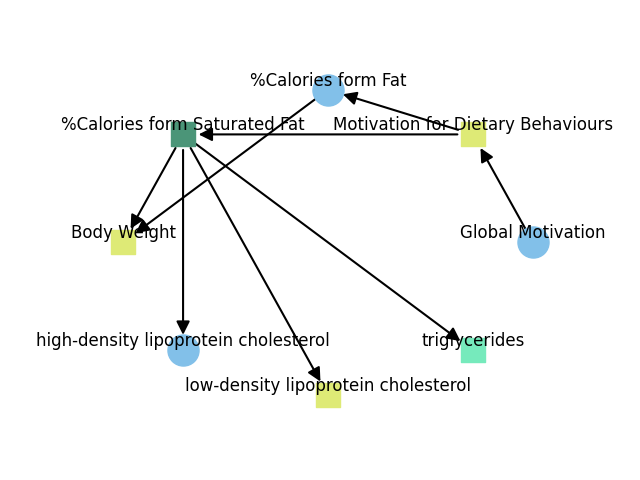 %Calories form Fat
%Calories form Saturated Fat
Motivation for Dietary Behaviours
Body Weight
Global Motivation
high-density lipoprotein cholesterol
triglycerides
low-density lipoprotein cholesterol